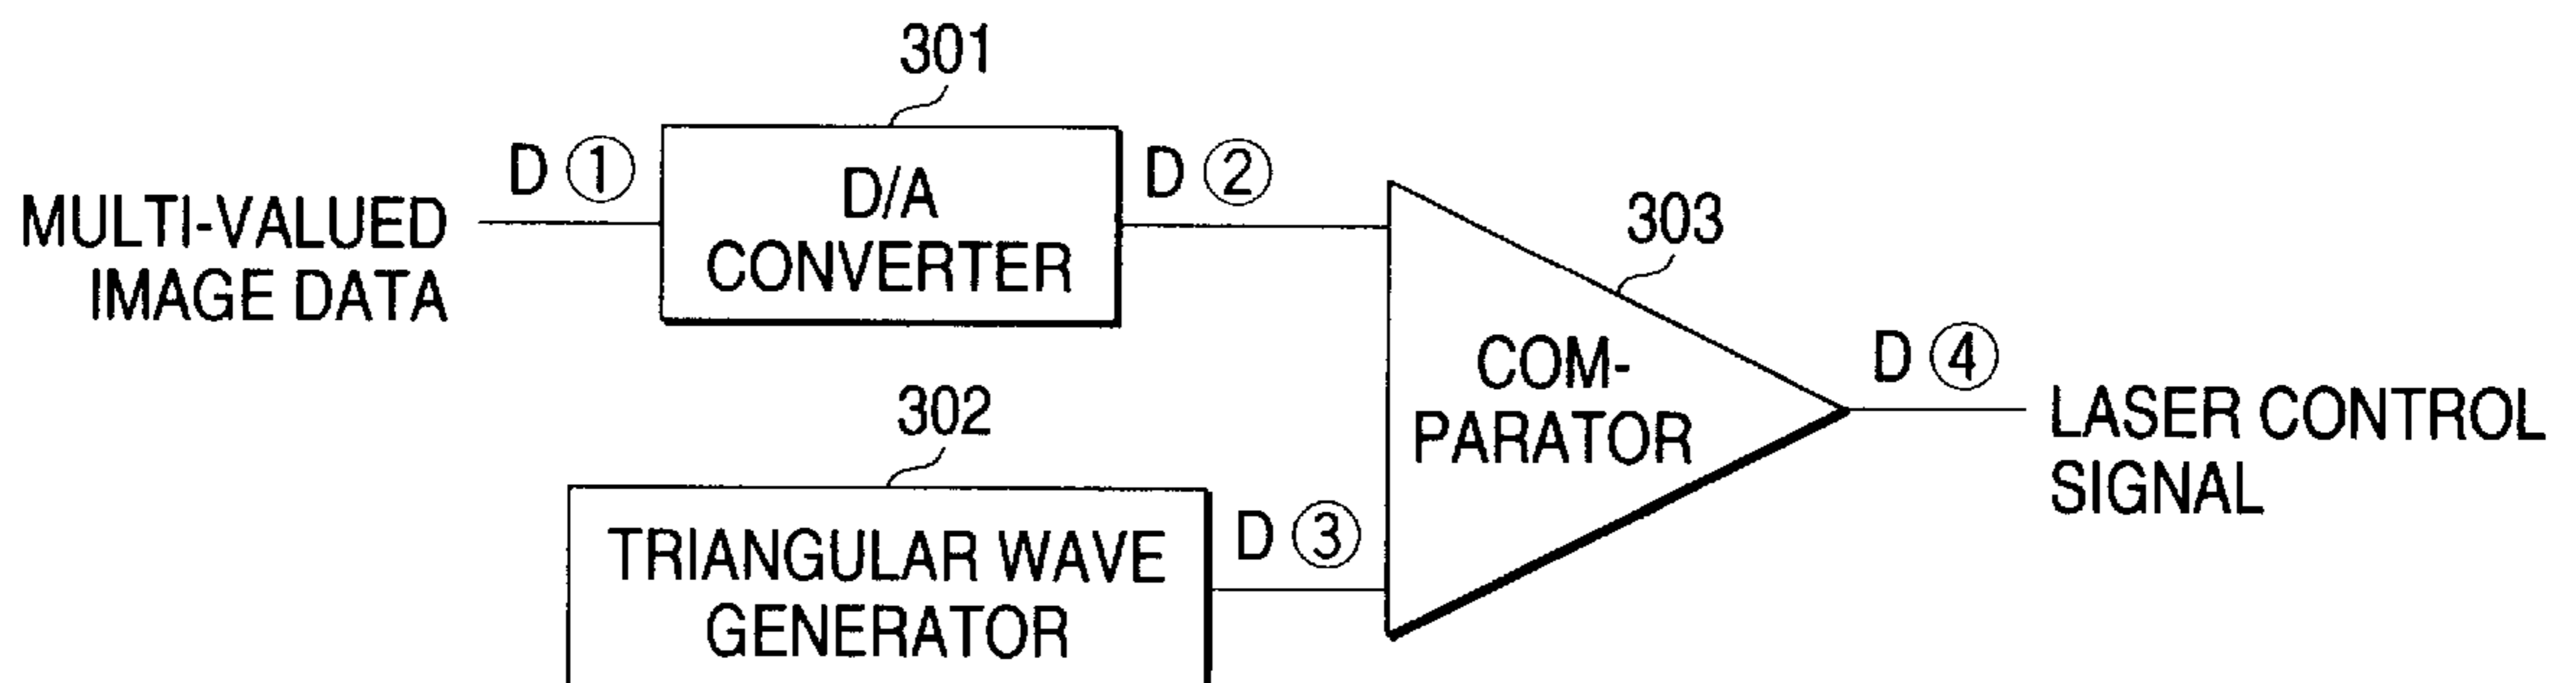 301
D ①
D/A
CONVERTER
D ②
MULTI-VALUED
IMAGE DATA
303
COM-
PARATOR
D ④
LASER CONTROL
SIGNAL
302
TRIANGULAR WAVE
GENERATOR
D ③